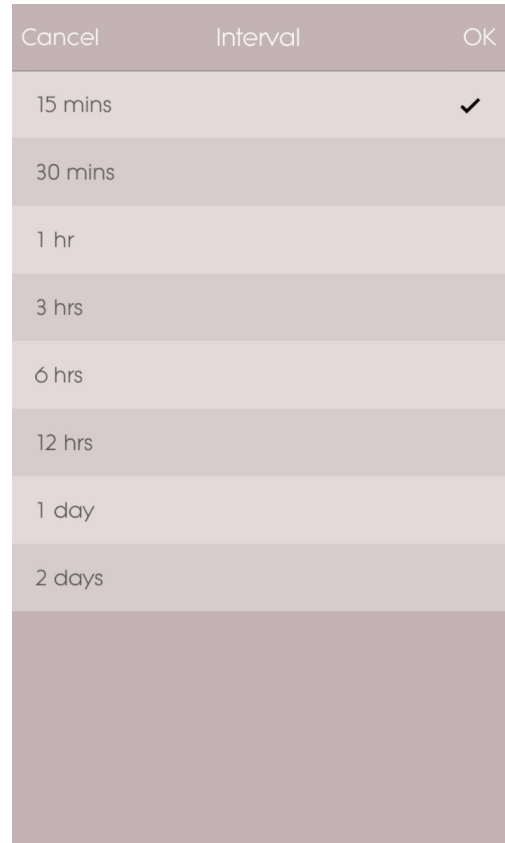 Cancel Interval OK
15 mins
30 mins
1 hr
3 hrs
6 hrs
12 hrs
1 day
2 days